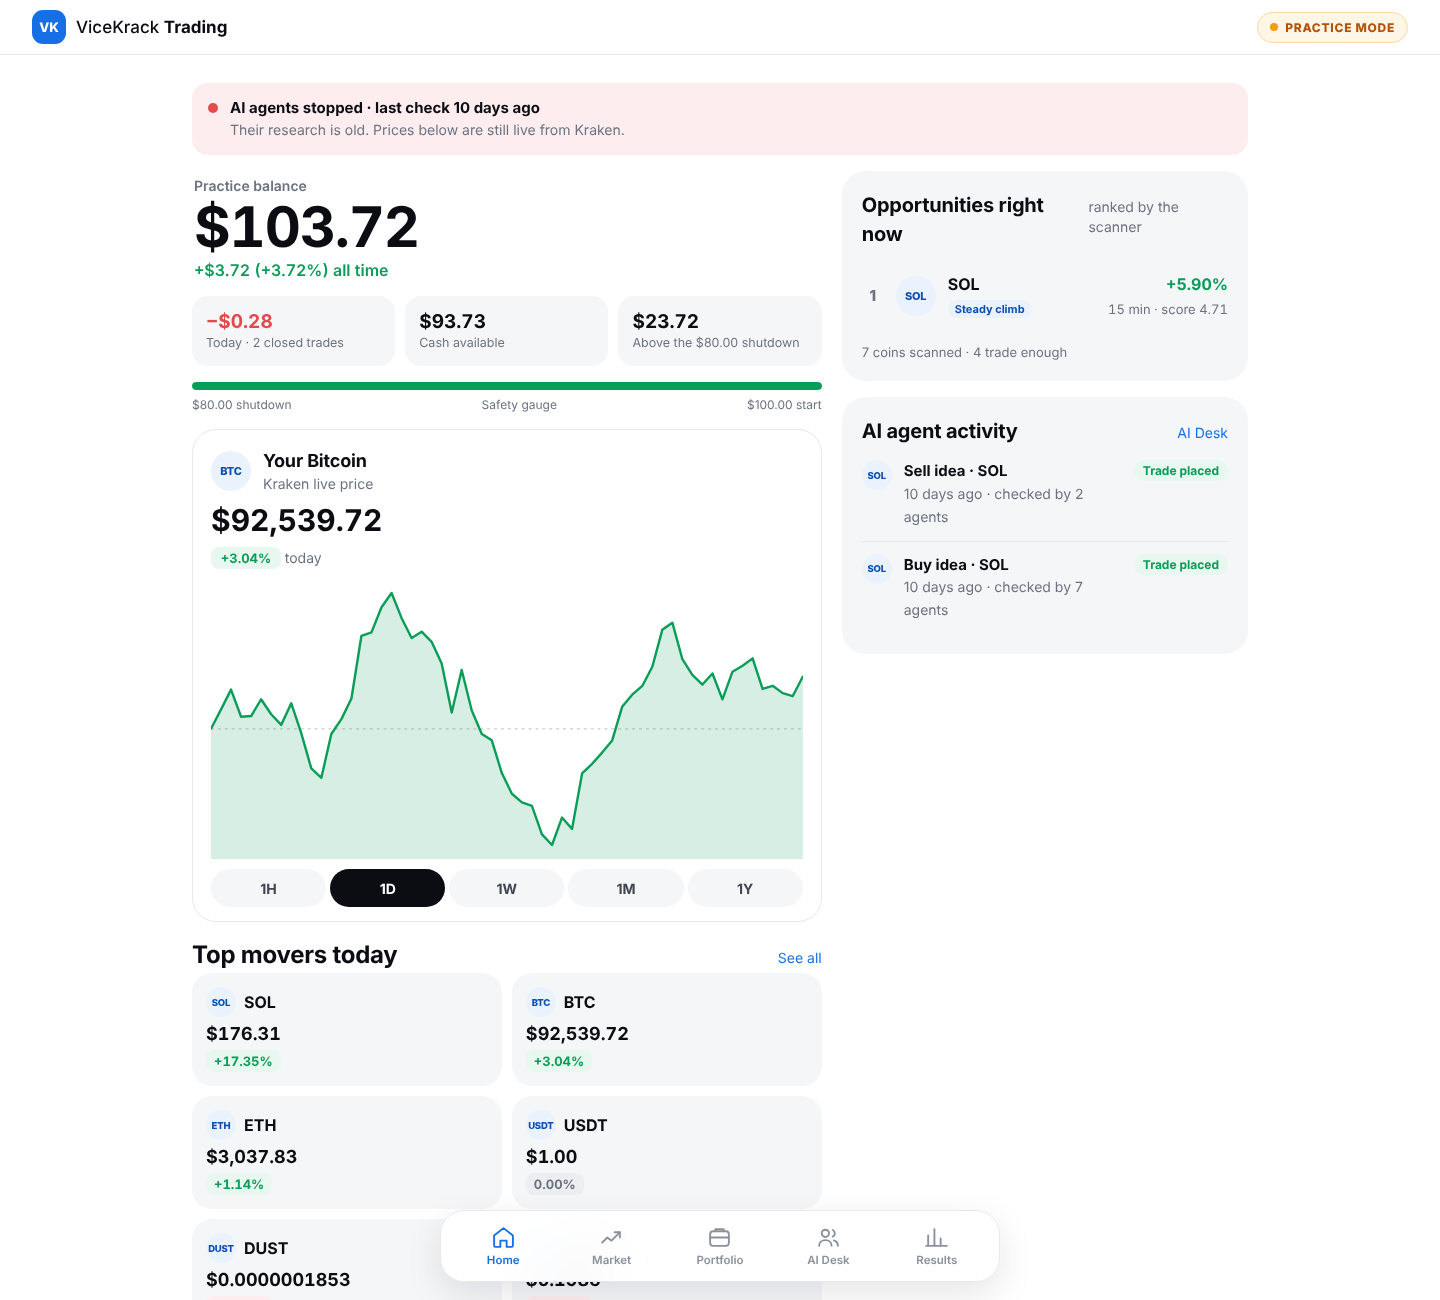 VK
ViceKrack Trading
PRACTICE MODE
AI agents stopped · last check 10 days ago
Their research is old. Prices below are still live from Kraken.
Practice balance
$103.72
+$3.72 (+3.72%) all time
−$0.28
Today · 2 closed trades
$93.73
Cash available
$23.72
Above the $80.00 shutdown
$80.00 shutdown
Safety gauge
$100.00 start
BTC
Your Bitcoin
Kraken live price
$92,539.72
+3.04% today
1H
1D
1W
1M
1Y
Top movers today
See all
SOL
SOL
$176.31
+17.35%
BTC
BTC
$92,539.72
+3.04%
ETH
ETH
$3,037.83
+1.14%
USDT
USDT
$1.00
0.00%
DUST
DUST
$0.0000001853
Opportunities right
now
ranked by the
scanner
1
SOL
SOL
Steady climb
+5.90%
15 min · score 4.71
7 coins scanned · 4 trade enough
AI agent activity
AI Desk
SOL
Sell idea · SOL
10 days ago · checked by 2
agents
Trade placed
SOL
Buy idea · SOL
10 days ago · checked by 7
agents
Trade placed
Home
Market
Portfolio
AI Desk
Results